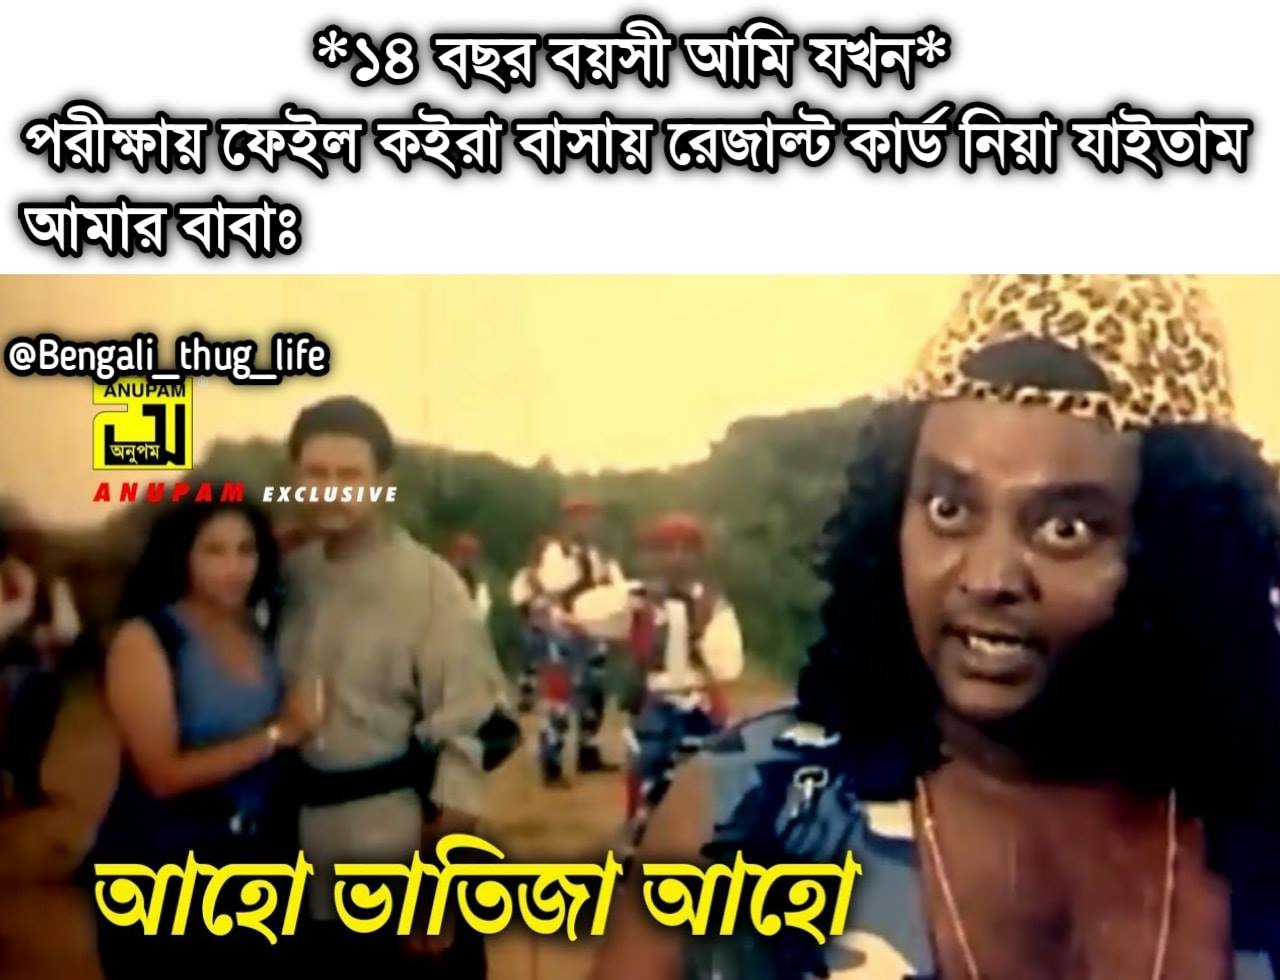 *১৪ বছর বয়সী আমি যখন*
পরীক্ষায় ফেইল কইরা বাসায় রেজাল্ট কার্ড নিয়া যাইতাম
আমার বাবাঃ
@Bengali_thug_life
ANUPAM
অনুপম
ANUPAM EXCLUSIVE
আহো ভাতিজা আহো